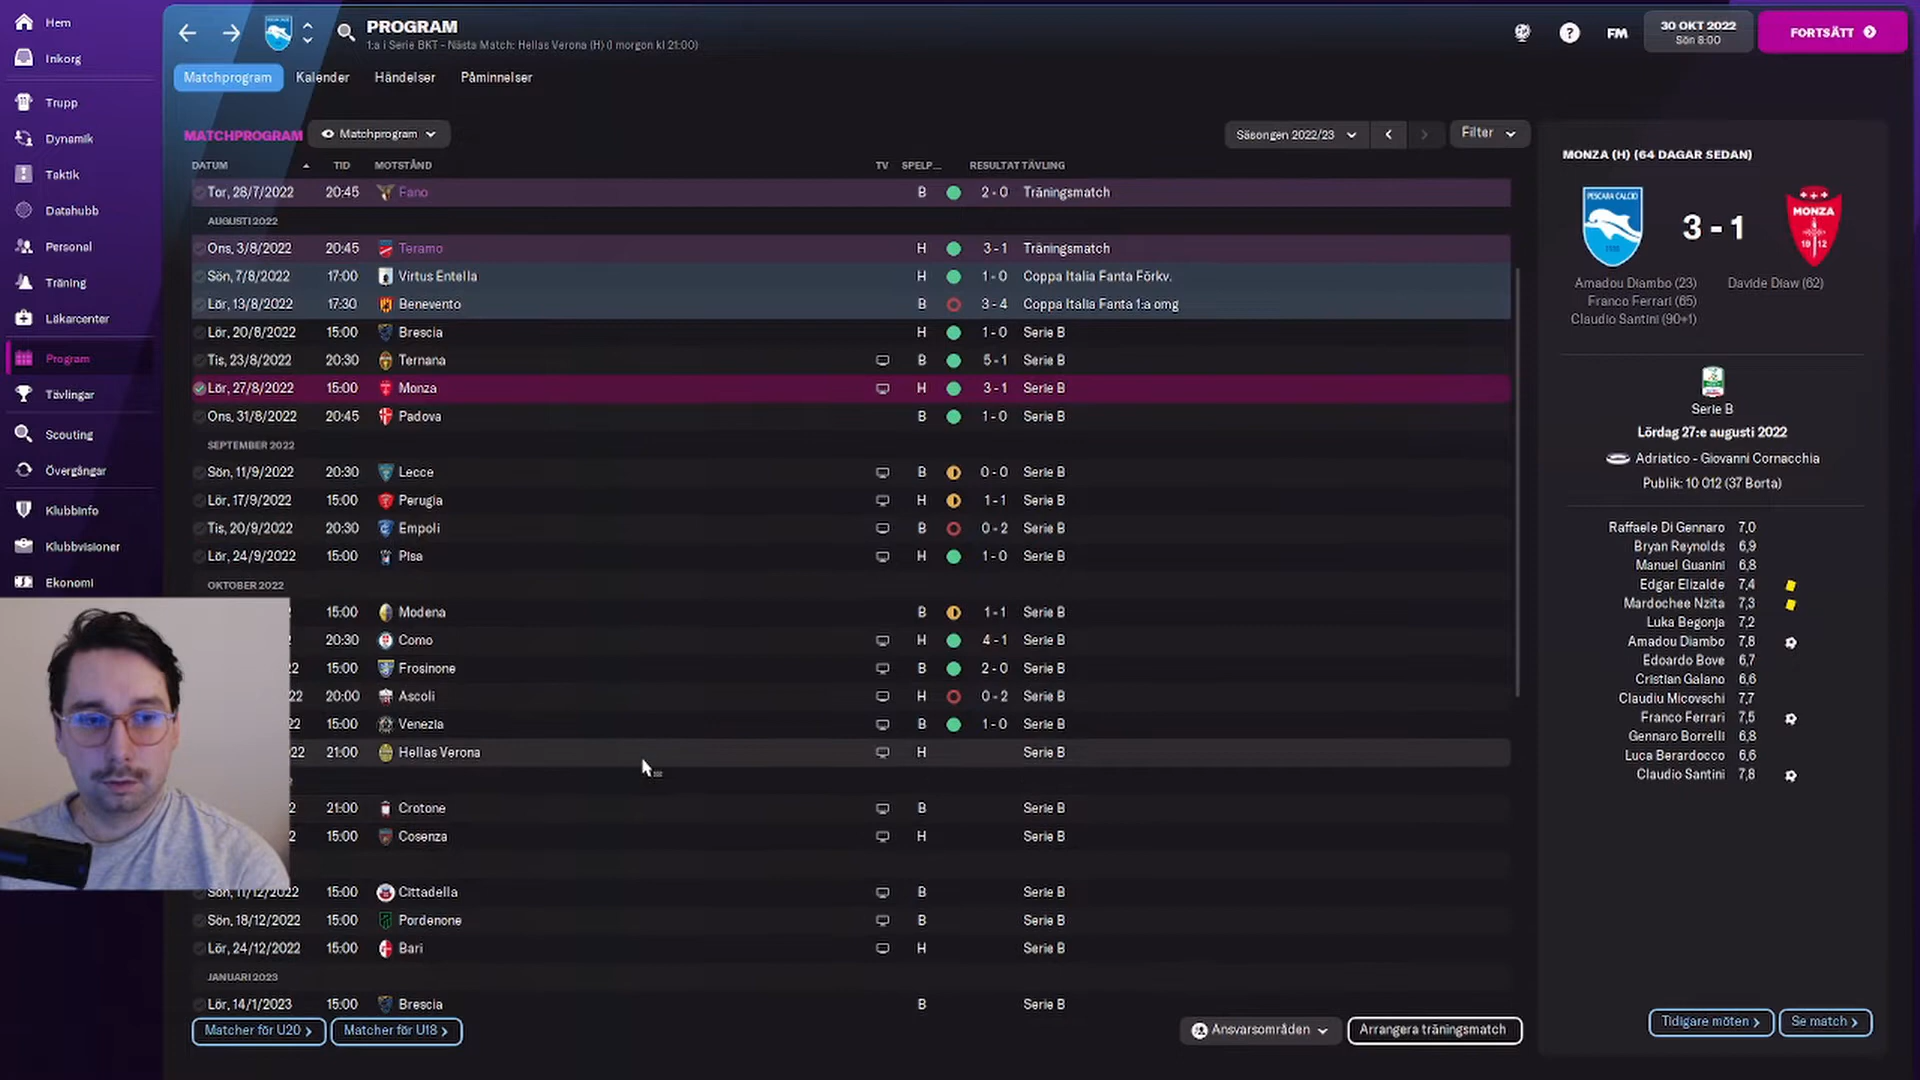 Hem
Inkorg
Trupp
Dynamik
Taktik
Datahubb
Personal
Träning
Läkarcenter
Program
Tävlingar
Scouting
Övergångar
Klubbinfo
Klubbvisioner
Ekonomi
PROGRAM
1:a i Serie BKT - Nästa Match: Hellas Verona (H) (I morgon kl 21:00)
FM
30 OKT 2022
Sön 8:00
FORTSÄTT
Matchprogram Kalender Händelser Påminnelser
MATCHPROGRAM Matchprogram Säsongen 2022/23 Filter
DATUM TID MOTSTÅND TV SPELP... RESULTAT TÄVLING
Tor, 28/7/2022 20:45 Fano B 2 - 0 Träningsmatch
AUGUSTI 2022
Ons, 3/8/2022 20:45 Teramo H 3 - 1 Träningsmatch
Sön, 7/8/2022 17:00 Virtus Entella H 1 - 0 Coppa Italia Fanta Förkv.
Lör, 13/8/2022 17:30 Benevento B 3 - 4 Coppa Italia Fanta 1:a omg
Lör, 20/8/2022 15:00 Brescia H 1 - 0 Serie B
Tis, 23/8/2022 20:30 Ternana B 5 - 1 Serie B
Lör, 27/8/2022 15:00 Monza H 3 - 1 Serie B
Ons, 31/8/2022 20:45 Padova B 1 - 0 Serie B
SEPTEMBER 2022
Sön, 11/9/2022 20:30 Lecce B 0 - 0 Serie B
Lör, 17/9/2022 15:00 Perugia H 1 - 1 Serie B
Tis, 20/9/2022 20:30 Empoli B 0 - 2 Serie B
Lör, 24/9/2022 15:00 Pisa H 1 - 0 Serie B
OKTOBER 2022
15:00 Modena B 1 - 1 Serie B
20:30 Como H 4 - 1 Serie B
15:00 Frosinone B 2 - 0 Serie B
20:00 Ascoli H 0 - 2 Serie B
15:00 Venezia B 1 - 0 Serie B
21:00 Hellas Verona H Serie B
21:00 Crotone B Serie B
15:00 Cosenza H Serie B
Sön, 11/12/2022 15:00 Cittadella B Serie B
Sön, 18/12/2022 15:00 Pordenone B Serie B
Lör, 24/12/2022 15:00 Bari H Serie B
JANUARI 2023
Lör, 14/1/2023 15:00 Brescia B Serie B
Matcher för U20 Matcher för U18 Ansvarsområden Arrangera träningsmatch
MONZA (H) (64 DAGAR SEDAN)
PESCARA CALCIO
3 - 1
MONZA
1912
Amadou Diambo (23)
Franco Ferrari (65)
Claudio Santini (90+1)
Davide Diaw (62)
Serie B
Lördag 27:e augusti 2022
Adriatico - Giovanni Cornacchia
Publik: 10 012 (37 Borta)
Raffaele Di Gennaro 7,0
Bryan Reynolds 6,9
Manuel Guanini 6,8
Edgar Elizalde 7,4
Mardochee Nzita 7,3
Luka Begonja 7,2
Amadou Diambo 7,8
Edoardo Bove 6,7
Cristian Galano 6,6
Claudiu Micovschi 7,7
Franco Ferrari 7,5
Gennaro Borrelli 6,8
Luca Berardocco 6,6
Claudio Santini 7,8
Tidigare möten Se match